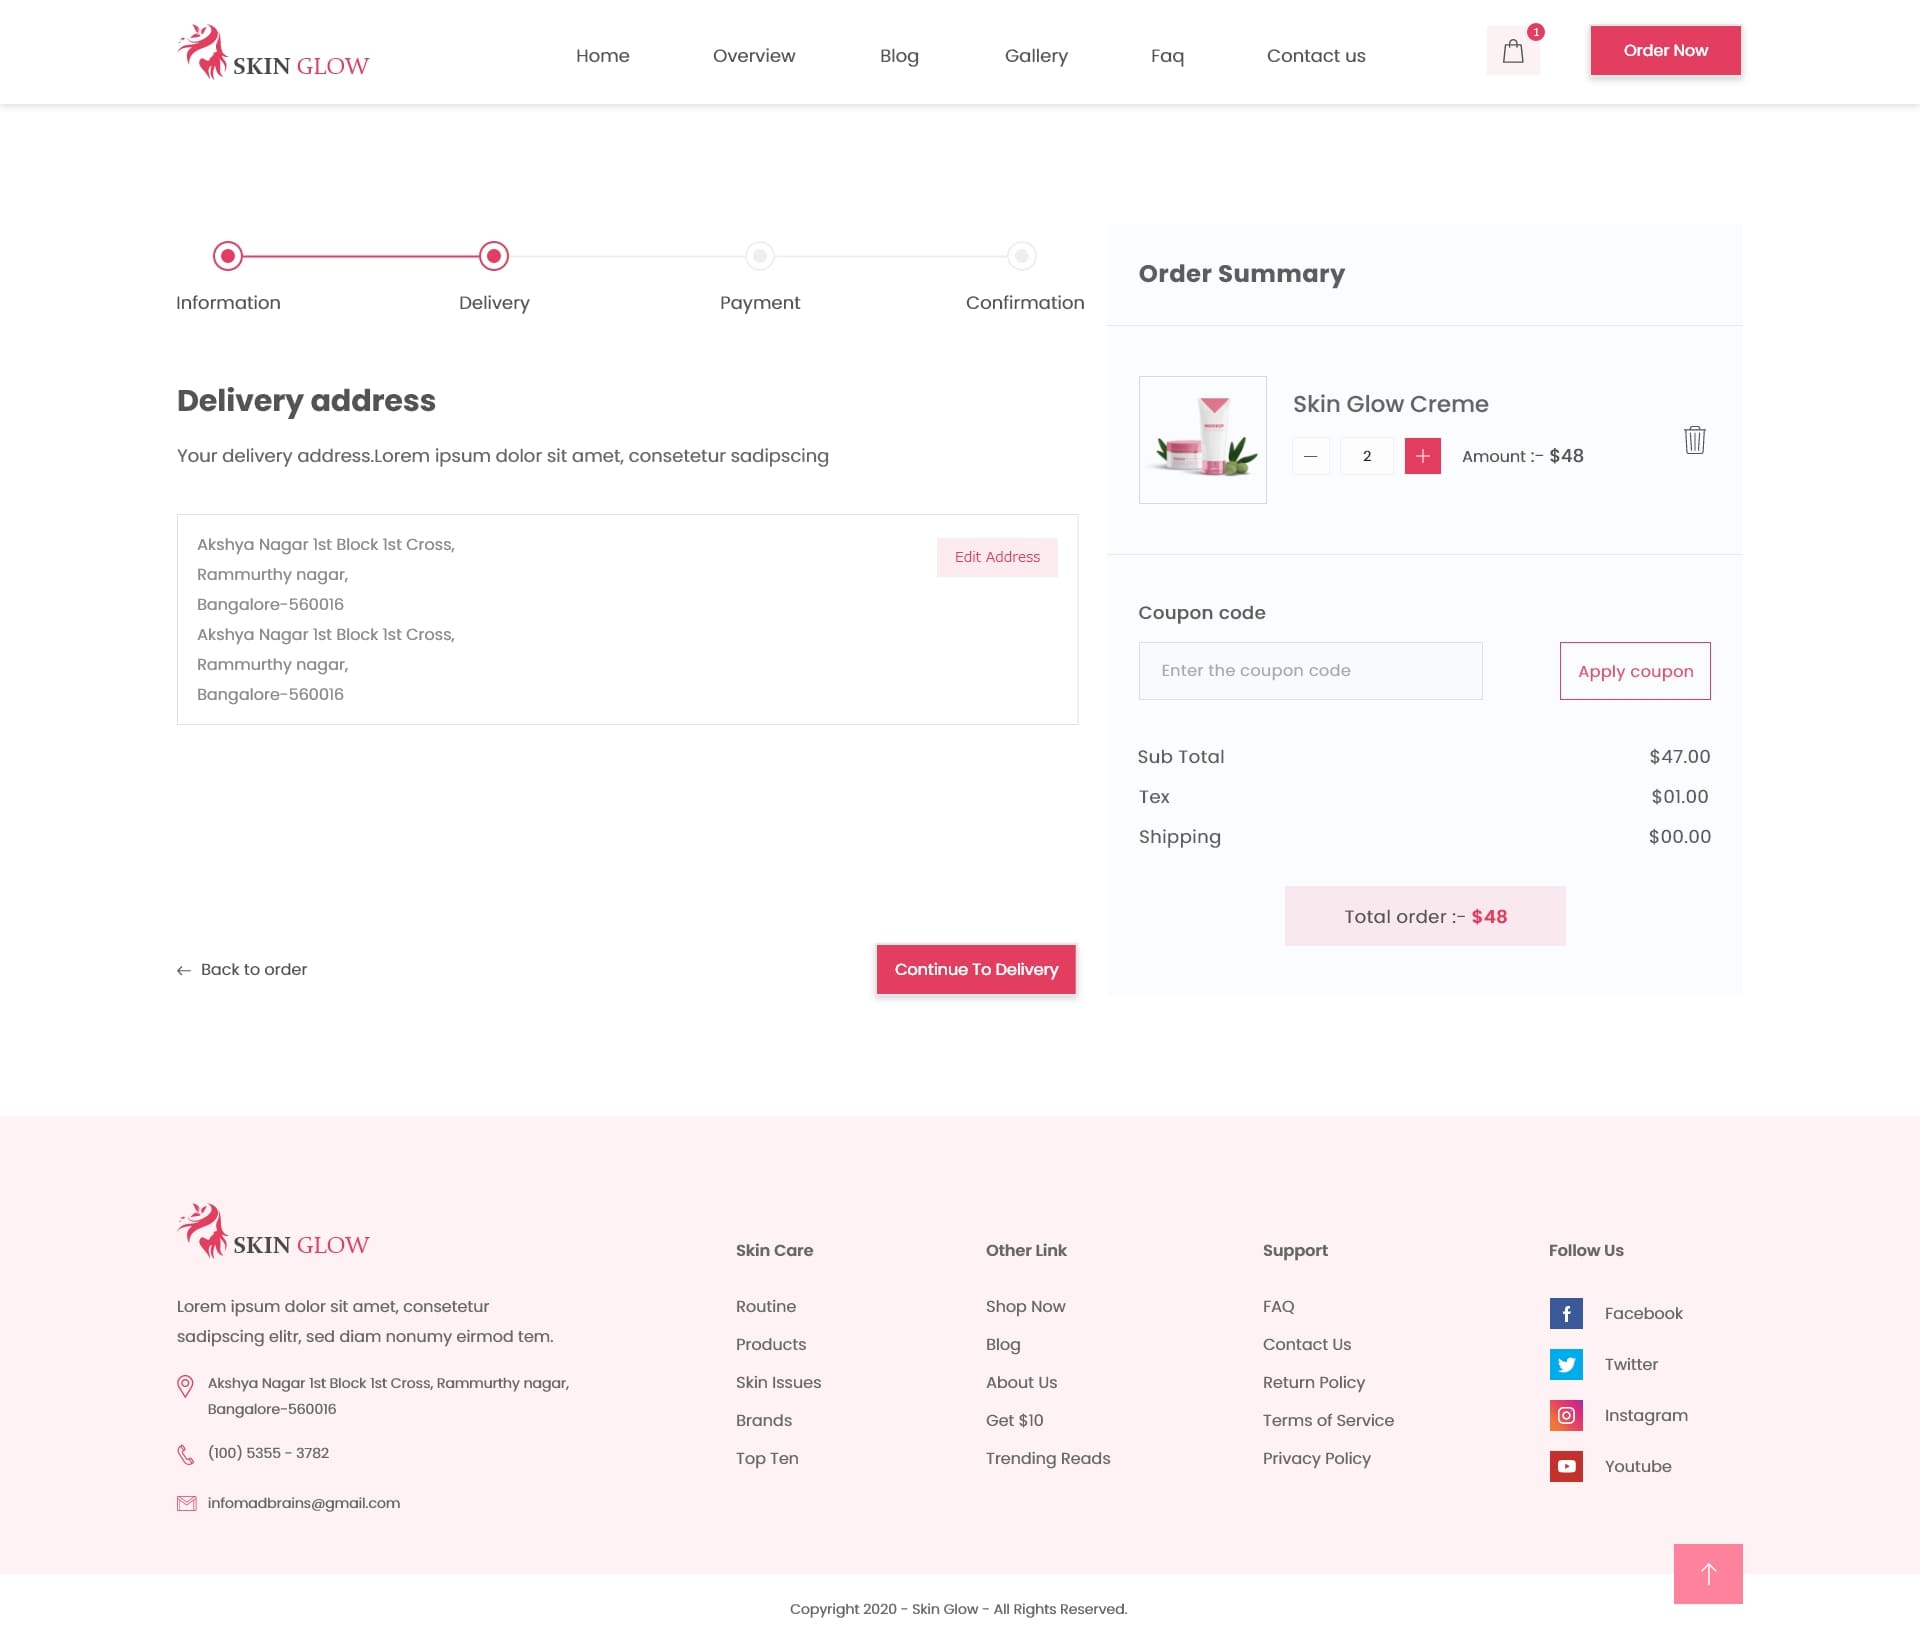 SKIN GLOW
Home
Overview
Blog
Gallery
Faq
Contact us
1
Order Now
Information
Delivery
Payment
Confirmation
Delivery address
Your delivery address.Lorem ipsum dolor sit amet, consetetur sadipscing
Akshya Nagar 1st Block 1st Cross,
Rammurthy nagar,
Bangalore-560016
Akshya Nagar 1st Block 1st Cross,
Rammurthy nagar,
Bangalore-560016
Edit Address
← Back to order
Continue To Delivery
Order Summary
Skin Glow Creme
2
Amount :- $48
Coupon code
Enter the coupon code
Apply coupon
Sub Total $47.00
Tex $01.00
Shipping $00.00
Total order :- $48
SKIN GLOW
Lorem ipsum dolor sit amet, consetetur
sadipscing elitr, sed diam nonumy eirmod tem.
Akshya Nagar 1st Block 1st Cross, Rammurthy nagar,
Bangalore-560016
(100) 5355 - 3782
infomadbrains@gmail.com
Skin Care
Routine
Products
Skin Issues
Brands
Top Ten
Other Link
Shop Now
Blog
About Us
Get $10
Trending Reads
Support
FAQ
Contact Us
Return Policy
Terms of Service
Privacy Policy
Follow Us
Facebook
Twitter
Instagram
Youtube
Copyright 2020 - Skin Glow - All Rights Reserved.